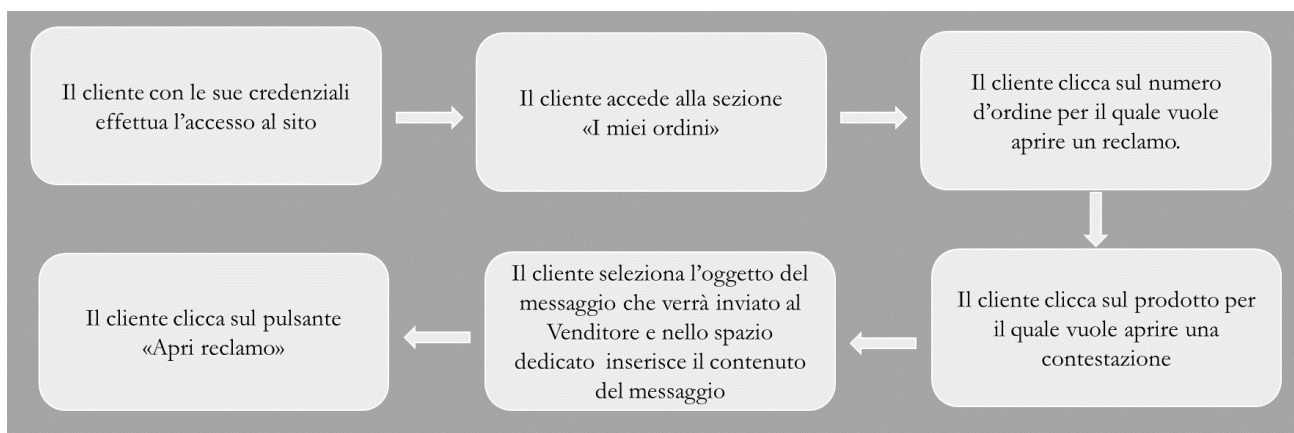 Il cliente con le sue credenziali
effettua l’accesso al sito
Il cliente accede alla sezione
«I miei ordini»
Il cliente clicca sul numero
d’ordine per il quale vuole
aprire un reclamo.
Il cliente clicca sul prodotto per
il quale vuole aprire una
contestazione
Il cliente seleziona l’oggetto del
messaggio che verrà inviato al
Venditore e nello spazio
dedicato  inserisce il contenuto
del messaggio
Il cliente clicca sul pulsante
«Apri reclamo»